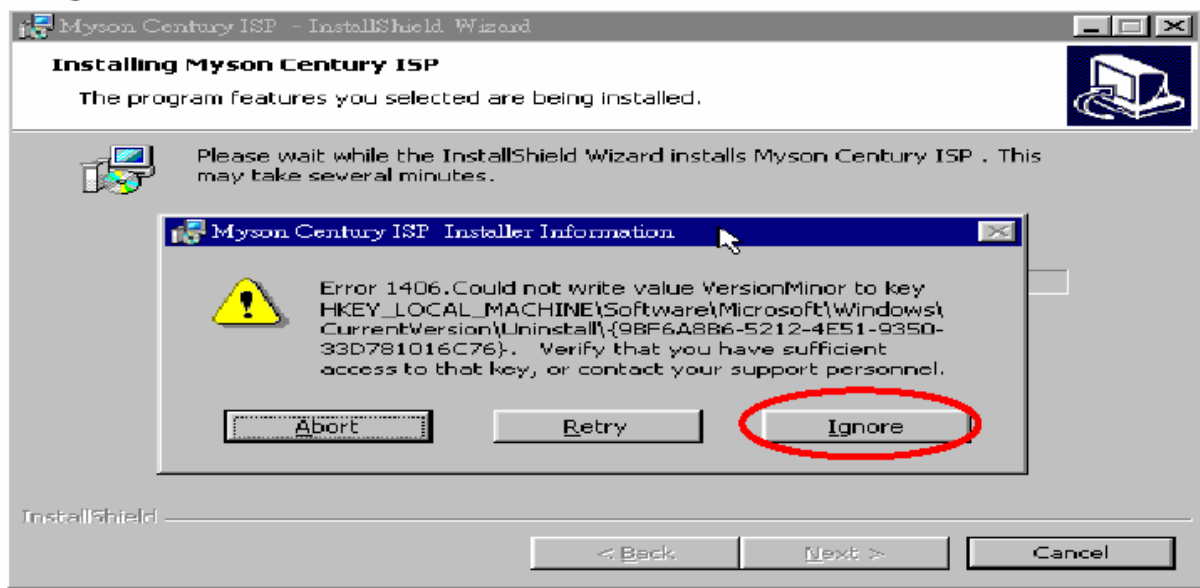 Myson Century ISP - InstallShield Wizard
Installing Myson Century ISP
The program features you selected are being installed.
Please wait while the InstallShield Wizard installs Myson Century ISP . This
may take several minutes.
Myson Century ISP Installer Information
Error 1406.Could not write value VersionMinor to key
HKEY_LOCAL_MACHINE\Software\Microsoft\Windows\
CurrentVersion\Uninstall\{9BF6A8B6-5212-4E51-9350-
33D781016C76}. Verify that you have sufficient
access to that key, or contact your support personnel.
Abort Retry Ignore
InstallShield
< Back Next > Cancel